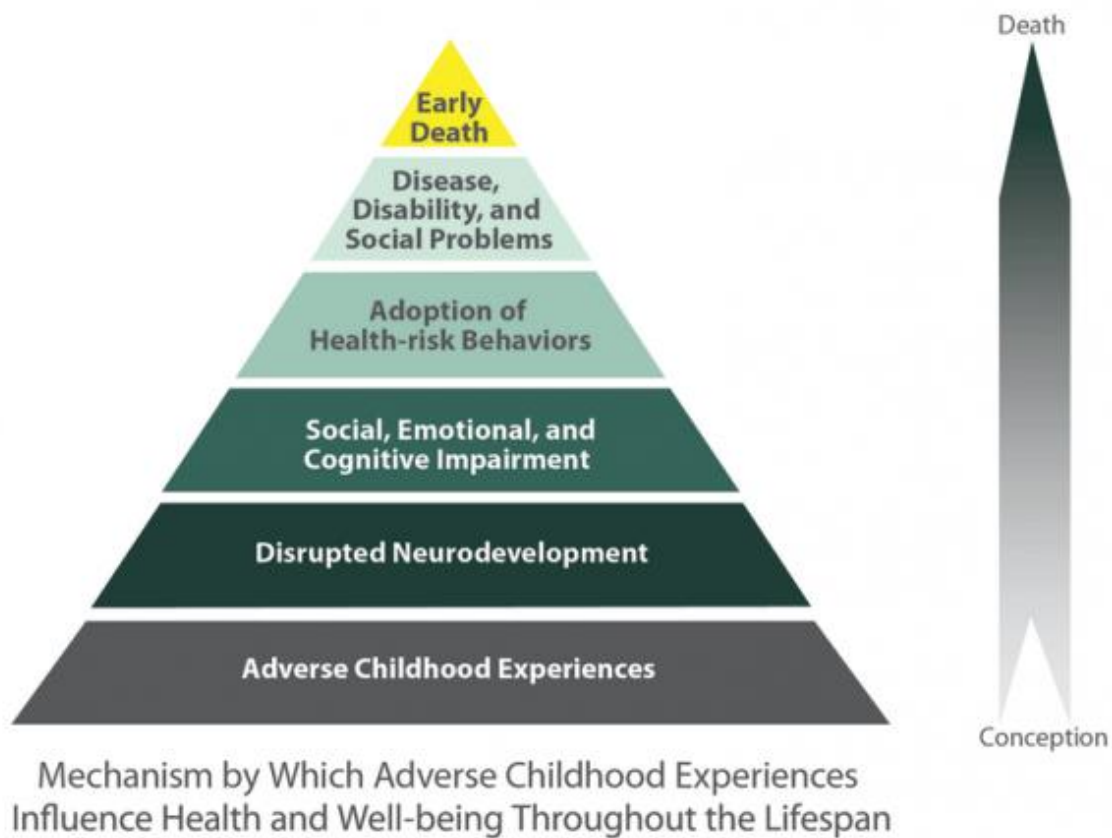 Death
Early
Death
Disease,
Disability, and
Social Problems
Adoption of
Health-risk Behaviors
Social, Emotional, and
Cognitive Impairment
Disrupted Neurodevelopment
Adverse Childhood Experiences
Conception
Mechanism by Which Adverse Childhood Experiences
Influence Health and Well-being Throughout the Lifespan